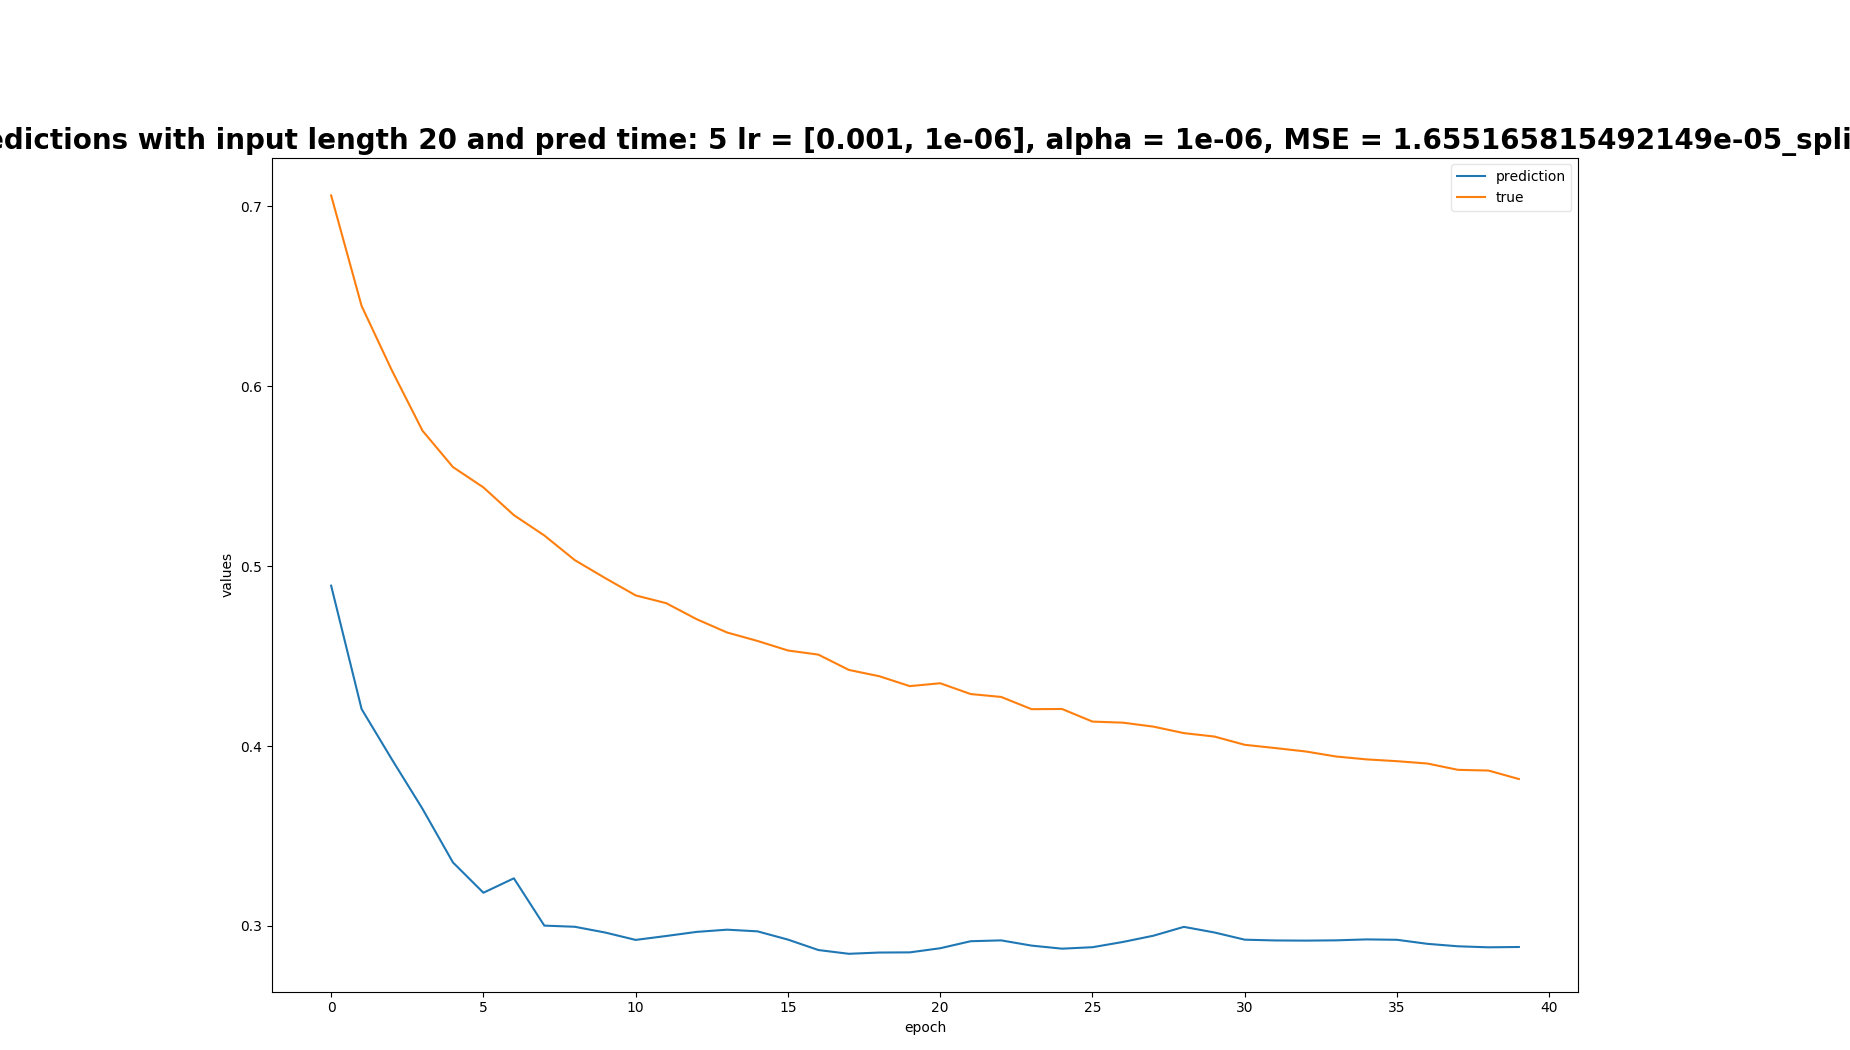 edictions with input length 20 and pred time: 5 lr = [0.001, 1e-06], alpha = 1e-06, MSE = 1.655165815492149e-05_spli
prediction
true
0.7
0.6
0.5
0.4
0.3
values
0 5 10 15 20 25 30 35 40
epoch